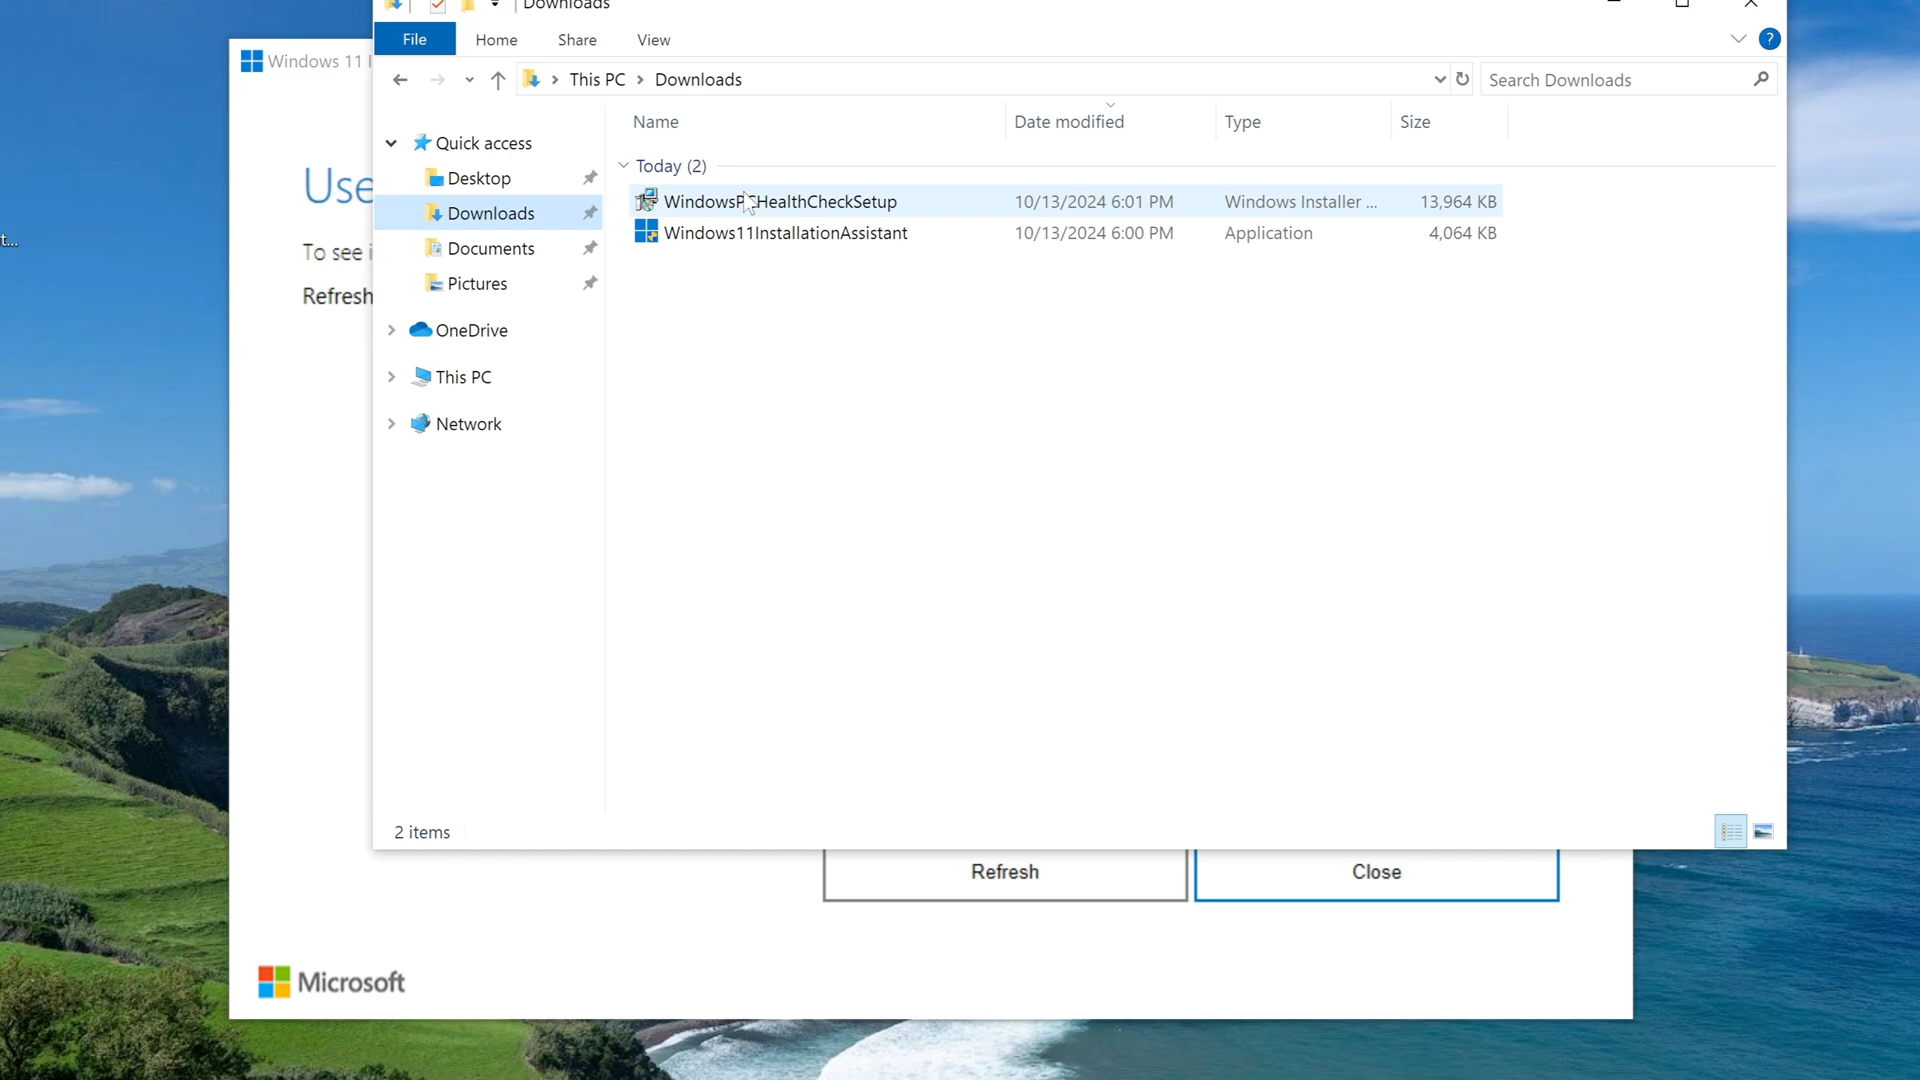 Downloads
File Home Share View ?
Windows 11 I
This PC > Downloads
Search Downloads
Name Date modified Type Size
Quick access
Today (2)
Desktop
Use
WindowsPCHealthCheckSetup 10/13/2024 6:01 PM Windows Installer ... 13,964 KB
Downloads
Windows11InstallationAssistant 10/13/2024 6:00 PM Application 4,064 KB
t...
To see i
Documents
Refresh
Pictures
OneDrive
This PC
Network
2 items
Refresh Close
Microsoft